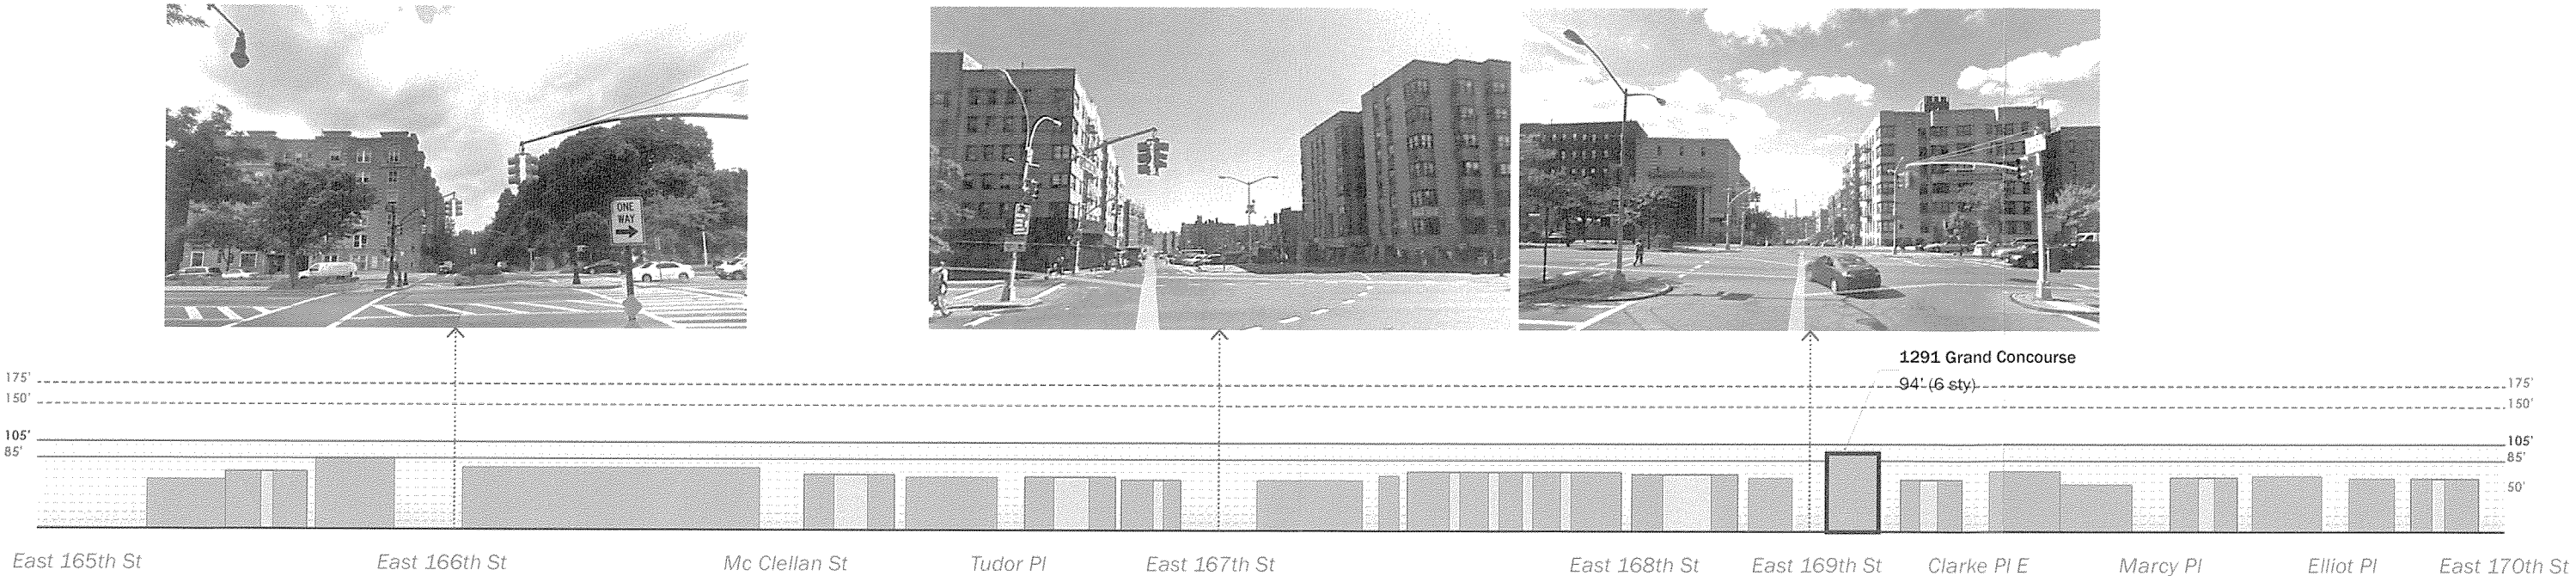 ONE
WAY
1291 Grand Concourse
94' (6 sty)
175'
175'
150'
150'
105'
105'
85'
85'
50'
East 165th St
East 166th St
Mc Clellan St
Tudor Pl
East 167th St
East 168th St
East 169th St
Clarke Pl E
Marcy Pl
Elliot Pl
East 170th St